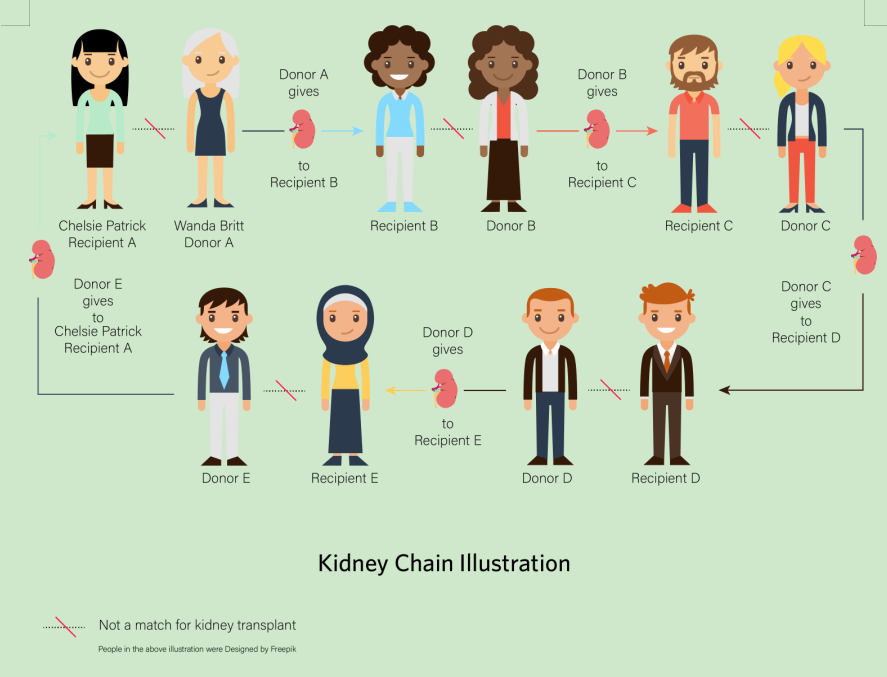 Donor A
gives
to
Recipient B
Donor B
gives
to
Recipient C
Chelsie Patrick
Recipient A
Wanda Britt
Donor A
Recipient B
Donor B
Recipient C
Donor C
Donor E
gives
to
Chelsie Patrick
Recipient A
Donor D
gives
to
Recipient E
Donor C
gives
to
Recipient D
Donor E
Recipient E
Donor D
Recipient D
Kidney Chain Illustration
Not a match for kidney transplant
People in the above illustration were Designed by Freepik